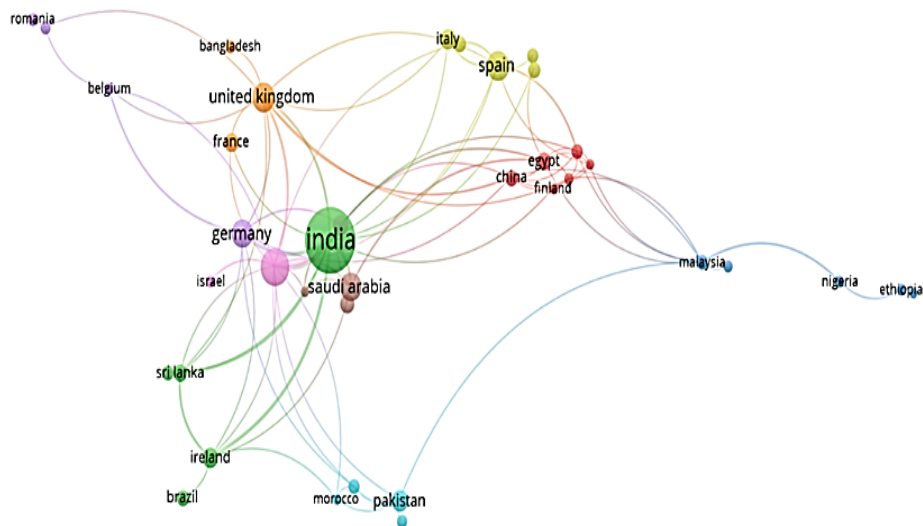 romania
bangladesh
italy
spain
belgium
united kingdom
france
egypt
china
finland
germany
india
malaysia
israel
saudi arabia
nigeria
ethiopia
sri lanka
ireland
brazil
morocco
pakistan